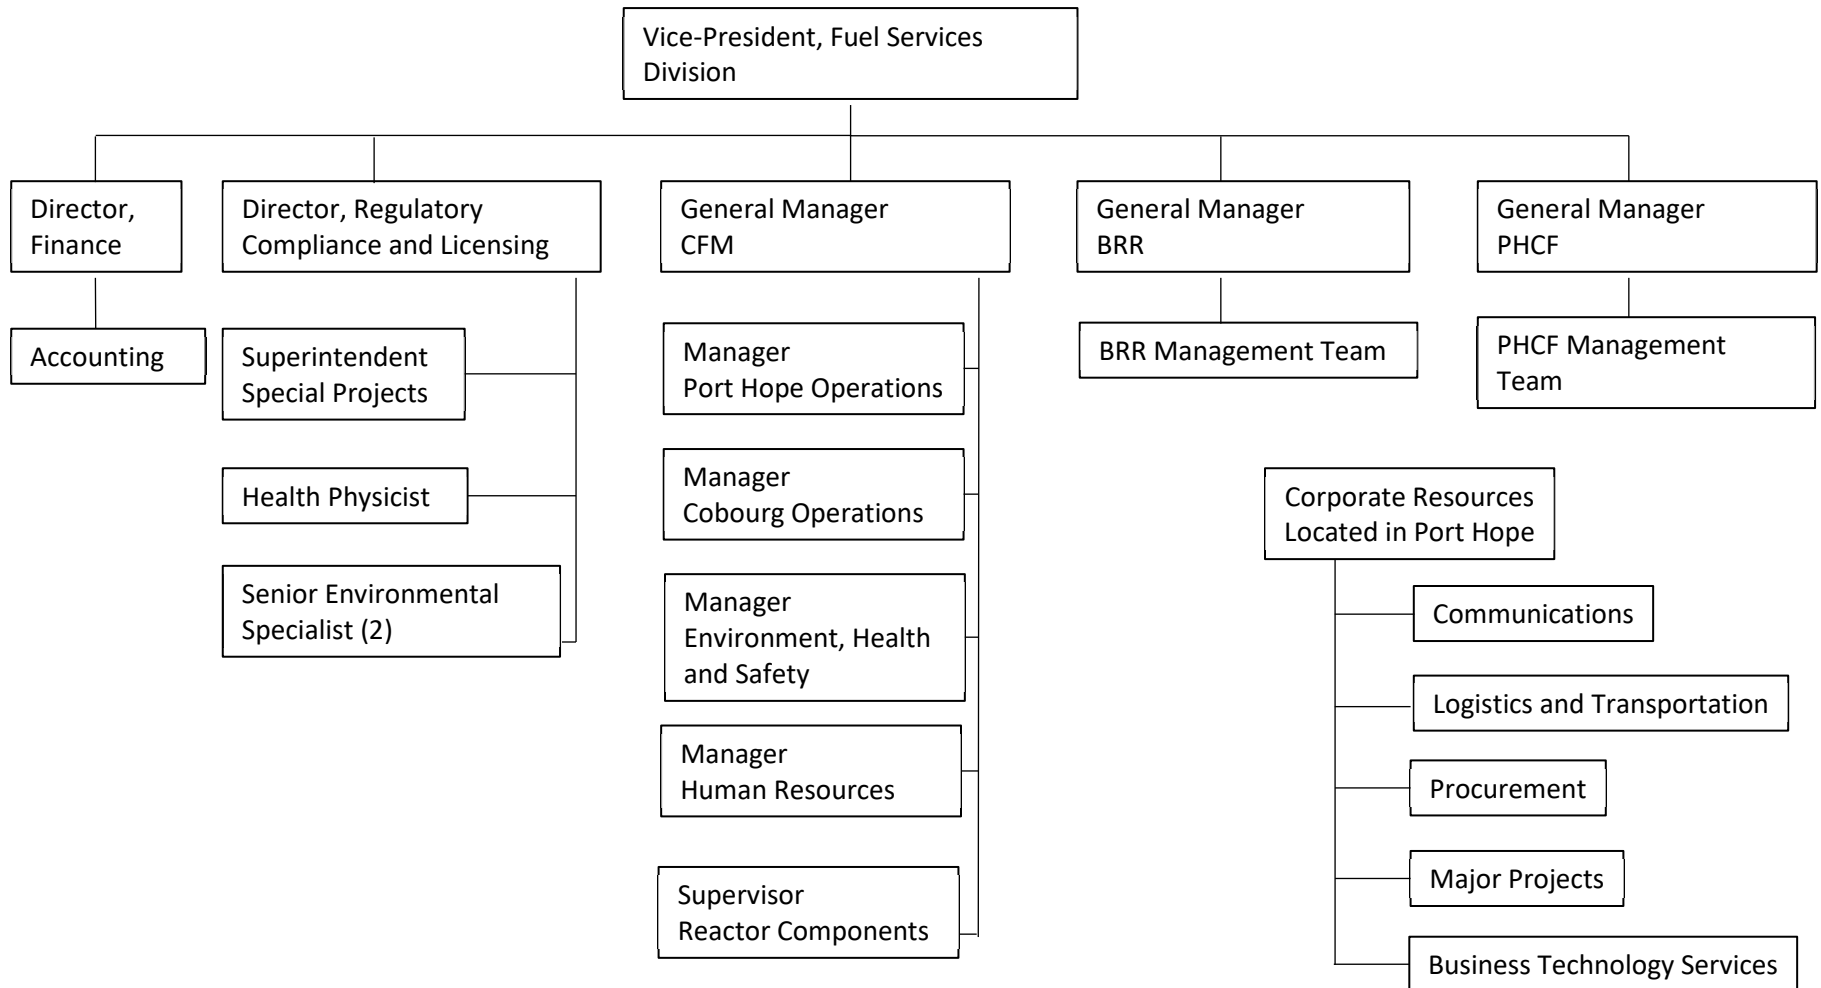 Vice-President, Fuel Services
Division
Director,
Finance
Director, Regulatory
Compliance and Licensing
General Manager
CFM
General Manager
BRR
General Manager
PHCF
Accounting
Superintendent
Special Projects
Health Physicist
Senior Environmental
Specialist (2)
Manager
Port Hope Operations
Manager
Cobourg Operations
Manager
Environment, Health
and Safety
Manager
Human Resources
Supervisor
Reactor Components
BRR Management Team
PHCF Management
Team
Corporate Resources
Located in Port Hope
Communications
Logistics and Transportation
Procurement
Major Projects
Business Technology Services